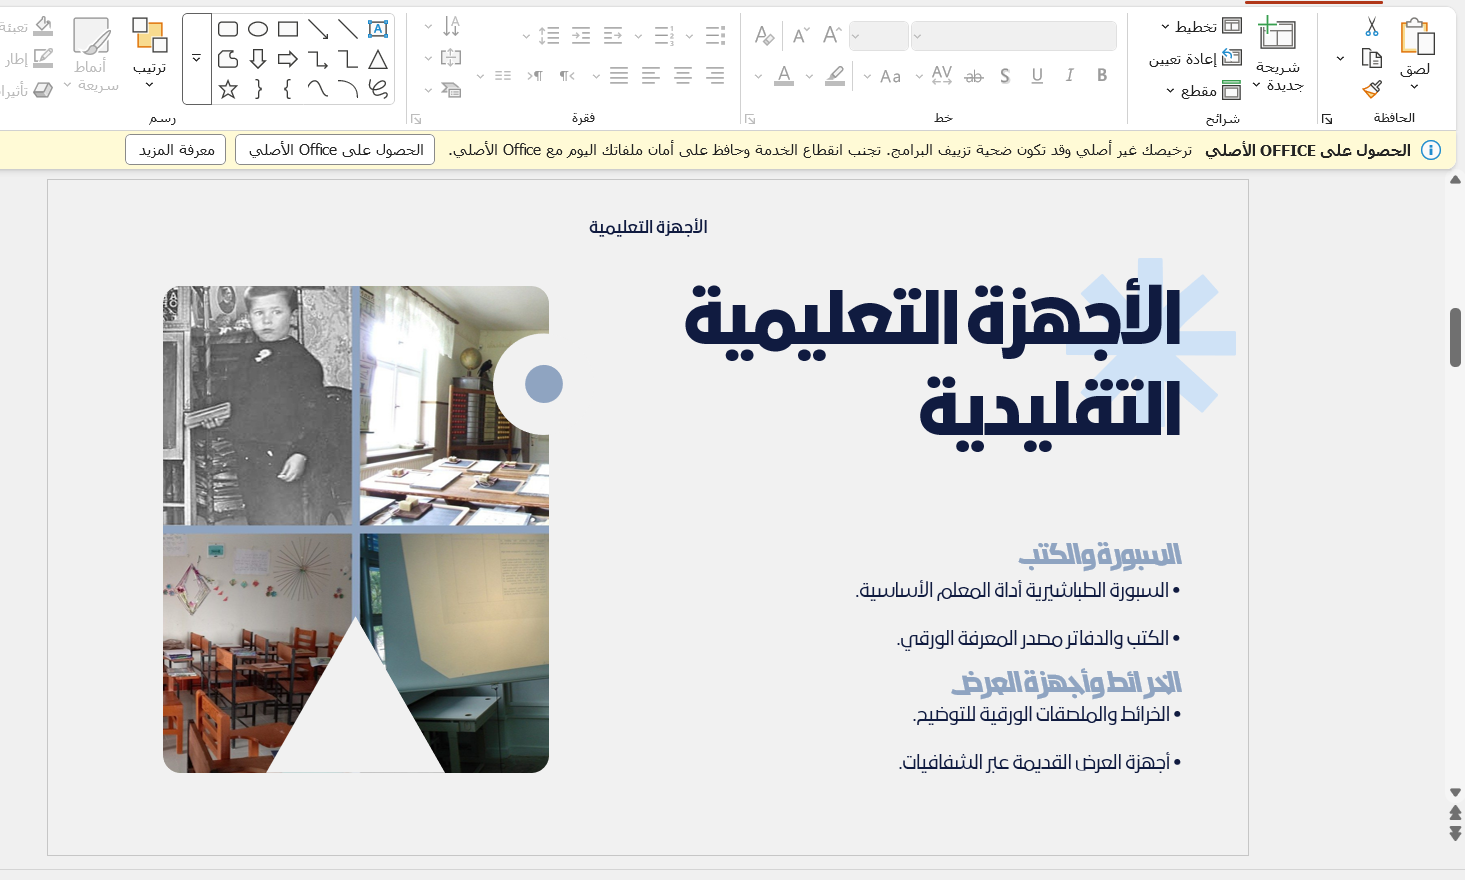 لصق
الحافظة
شريحة
جديدة
تخطيط
إعادة تعيين
مقطع
شرائح
خط
فقرة
رسم
ترتيب
أنماط
سريعة
تعبئة
إطار
الحصول على OFFICE الأصلي ترخيصك غير أصلي وقد تكون ضحية تزييف البرامج. تجنب انقطاع الخدمة وحافظ على أمان ملفاتك اليوم مع Office الأصلي.
الحصول على Office الأصلي
معرفة المزيد
الأجهزة التعليمية
الأجهزة التعليمية
التقليدية
السبورة والكتب
• السبورة الطباشيرية أداة المعلم الأساسية.
• الكتب والدفاتر مصدر المعرفة الورقي.
الخرائط وأجهزة العرض
• الخرائط والملصقات الورقية للتوضيح.
• أجهزة العرض القديمة عبر الشفافيات.